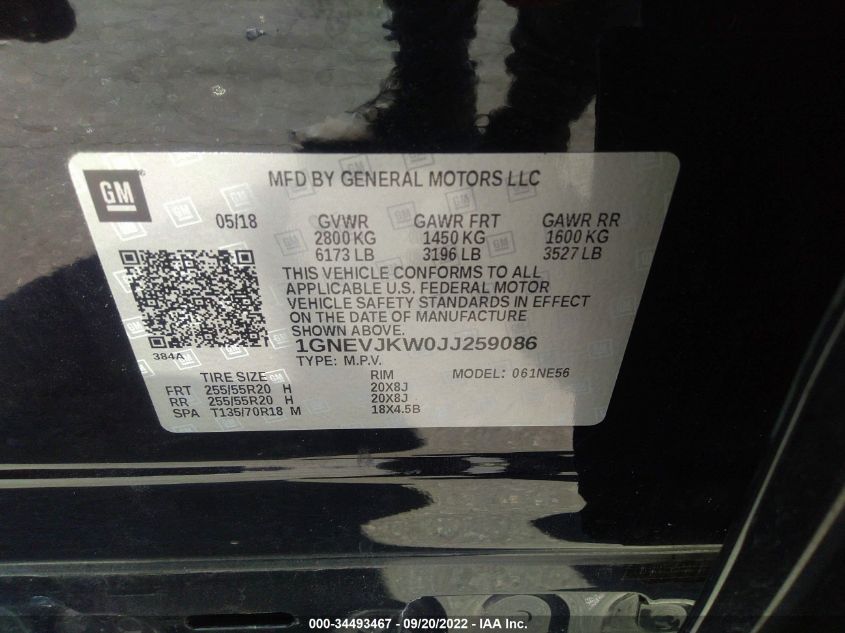 GM
MFD BY GENERAL MOTORS LLC
05/18 GVWR GAWR FRT GAWR RR
2800 KG 1450 KG 1600 KG
6173 LB 3196 LB 3527 LB
THIS VEHICLE CONFORMS TO ALL
APPLICABLE U.S. FEDERAL MOTOR
VEHICLE SAFETY STANDARDS IN EFFECT
ON THE DATE OF MANUFACTURE
SHOWN ABOVE.
384A
1GNEVJKW0JJ259086
TYPE: M.P.V.
TIRE SIZE RIM MODEL: 061NE56
FRT 255/55R20 H 20X8J
RR 255/55R20 H 20X8J
SPA T135/70R18 M 18X4.5B
000-34493467 - 09/20/2022 - IAA Inc.